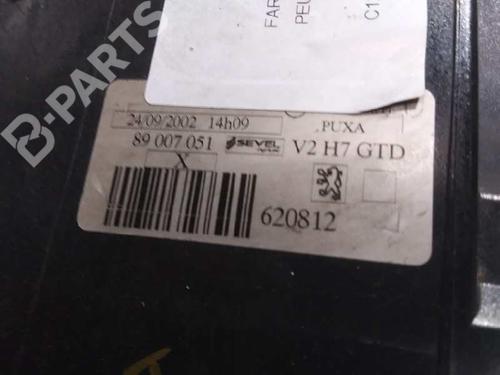 B-PARTS
FAR
PEU
C1
24/09/2002 14h09
PUXA
89 007 051
SEVEL
V2 H7 GTD
X
620812